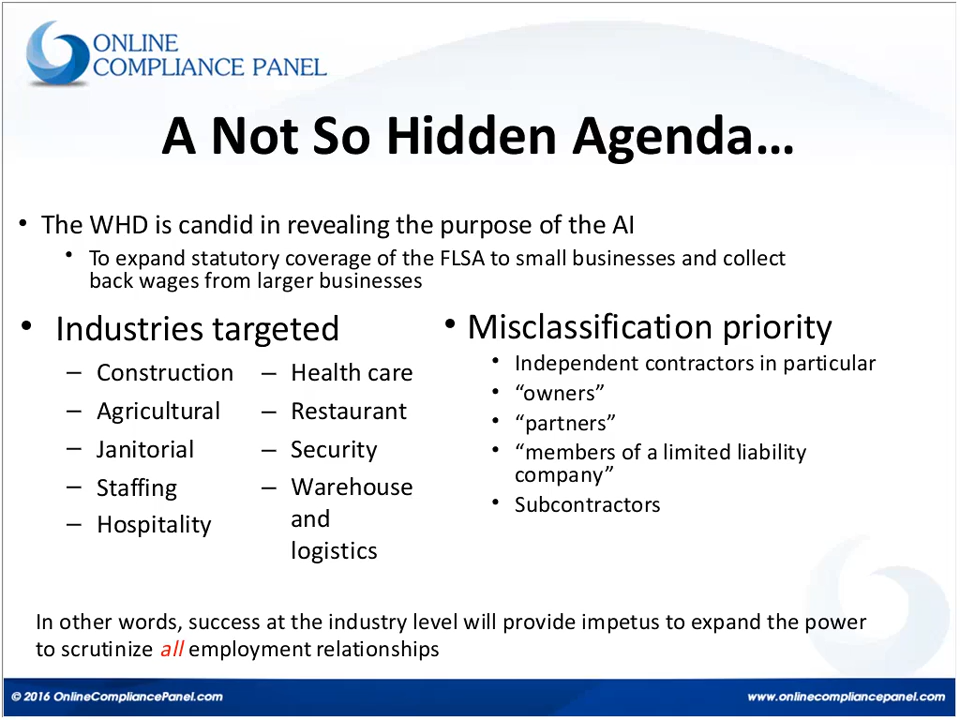 ONLINE
COMPLIANCE PANEL
A Not So Hidden Agenda…
• The WHD is candid in revealing the purpose of the AI
• To expand statutory coverage of the FLSA to small businesses and collect
back wages from larger businesses
• Industries targeted
– Construction
– Agricultural
– Janitorial
– Staffing
– Hospitality
– Health care
– Restaurant
– Security
– Warehouse
and
logistics
• Misclassification priority
• Independent contractors in particular
• “owners”
• “partners”
• “members of a limited liability
company”
• Subcontractors
In other words, success at the industry level will provide impetus to expand the power
to scrutinize all employment relationships
© 2016 OnlineCompliancePanel.com
www.onlinecompliancepanel.com